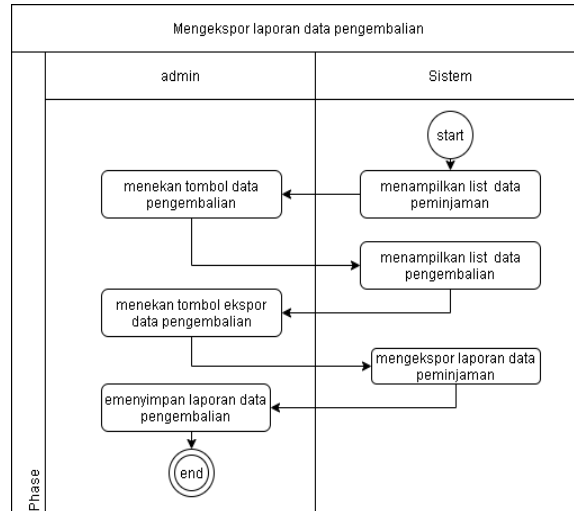 Mengekspor laporan data pengembalian
admin
Sistem
start
menampilkan list data
peminjaman
menekan tombol data
pengembalian
menampilkan list data
pengembalian
menekan tombol ekspor
data pengembalian
mengekspor laporan data
peminjaman
emenyimpan laporan data
pengembalian
end
Phase